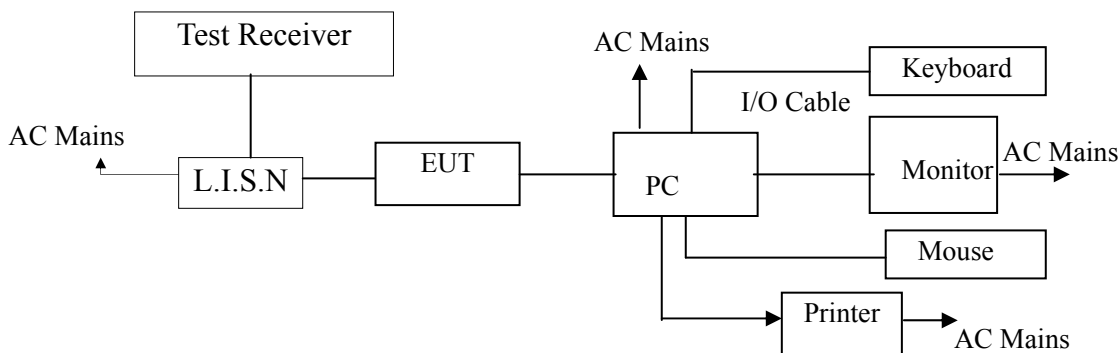 Test Receiver
AC Mains
Keyboard
I/O Cable
AC Mains
L.I.S.N
EUT
PC
Monitor
AC Mains
Mouse
Printer
AC Mains